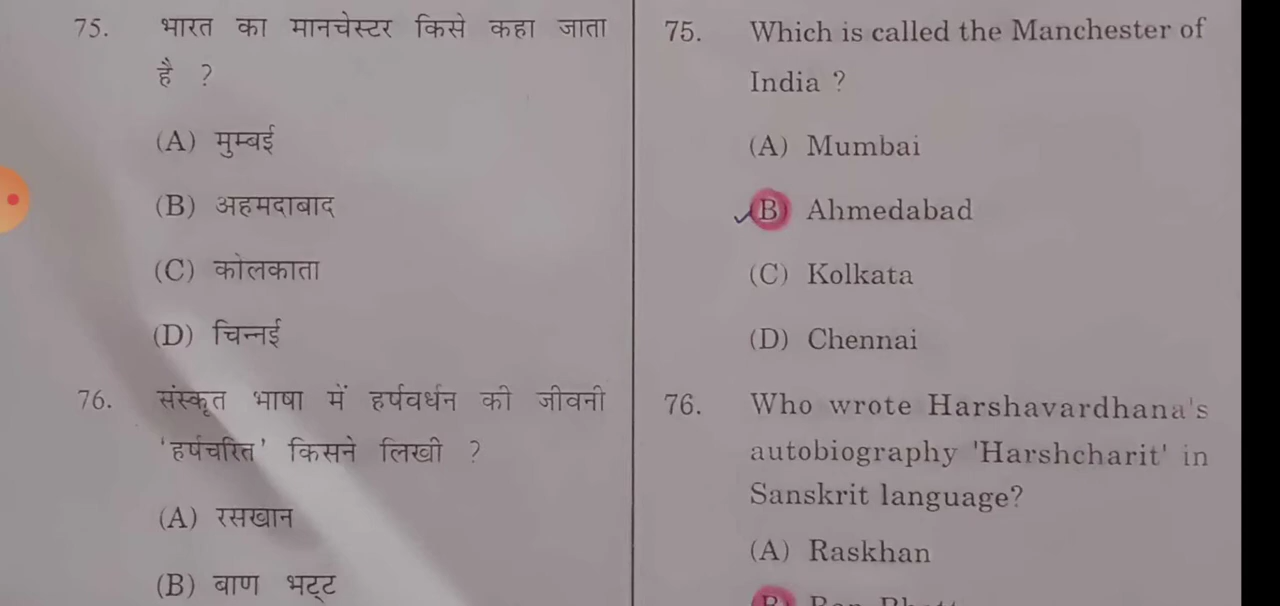 75. भारत का मानचेस्टर किसे कहा जाता
है ?
(A) मुम्बई
(B) अहमदाबाद
(C) कोलकाता
(D) चिन्नई
76. संस्कृत भाषा में हर्षवर्धन की जीवनी
'हर्षचरित' किसने लिखी ?
(A) रसखान
(B) बाण भट्ट
75. Which is called the Manchester of
India ?
(A) Mumbai
(B) Ahmedabad
(C) Kolkata
(D) Chennai
76. Who wrote Harshavardhana's
autobiography 'Harshcharit' in
Sanskrit language?
(A) Raskhan